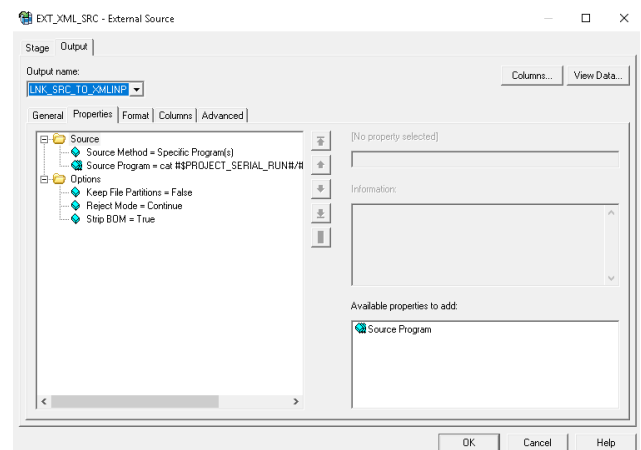 EXT_XML_SRC - External Source
Stage Output
Output name:
LNK_SRC_TO_XMLINP
Columns... View Data...
General Properties Format Columns Advanced
Source
Source Method = Specific Program(s)
Source Program = cat #$PROJECT_SERIAL_RUN#/#
Options
Keep File Partitions = False
Reject Mode = Continue
Strip BOM = True
[No property selected]
Information:
Available properties to add:
Source Program
OK Cancel Help